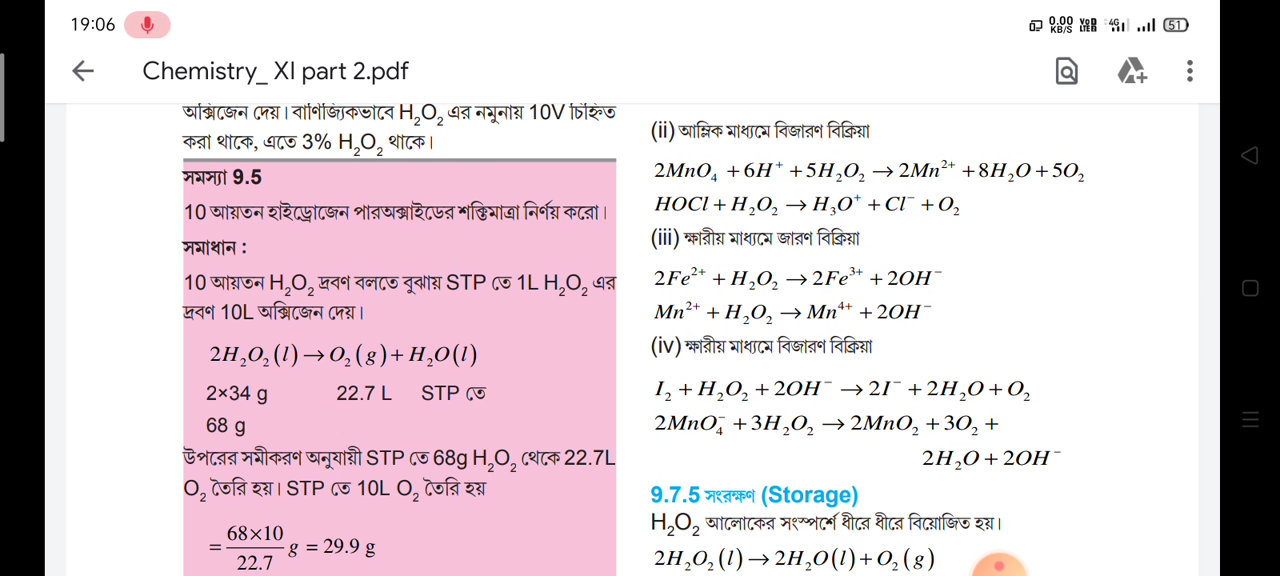 19:06
0.00 KB/S VoD LTE 4G 51
Chemistry_ XI part 2.pdf
অক্সিজেন দেয়। বাণিজ্যিকভাবে H₂O₂ এর নমুনায় 10V চিহ্নিত
করা থাকে, এতে 3% H₂O₂ থাকে।
সমস্যা 9.5
10 আয়তন হাইড্রোজেন পারঅক্সাইডের শক্তিমাত্রা নির্ণয় করো।
সমাধান :
10 আয়তন H₂O₂ দ্রবণ বলতে বুঝায় STP তে 1L H₂O₂ এর
দ্রবণ 10L অক্সিজেন দেয়।
2H₂O₂(l) → O₂(g) + H₂O(l)
2×34 g 22.7 L STP তে
68 g
উপরের সমীকরণ অনুযায়ী STP তে 68g H₂O₂ থেকে 22.7L
O₂ তৈরি হয়। STP তে 10L O₂ তৈরি হয়
= 68×10/22.7 g = 29.9 g
(ii) আম্লিক মাধ্যমে বিজারণ বিক্রিয়া
2MnO₄ + 6H⁺ + 5H₂O₂ → 2Mn²⁺ + 8H₂O + 5O₂
HOCl + H₂O₂ → H₃O⁺ + Cl⁻ + O₂
(iii) ক্ষারীয় মাধ্যমে জারণ বিক্রিয়া
2Fe²⁺ + H₂O₂ → 2Fe³⁺ + 2OH⁻
Mn²⁺ + H₂O₂ → Mn⁴⁺ + 2OH⁻
(iv) ক্ষারীয় মাধ্যমে বিজারণ বিক্রিয়া
I₂ + H₂O₂ + 2OH⁻ → 2I⁻ + 2H₂O + O₂
2MnO₄⁻ + 3H₂O₂ → 2MnO₂ + 3O₂ +
2H₂O + 2OH⁻
9.7.5 সংরক্ষণ (Storage)
H₂O₂ আলোকের সংস্পর্শে ধীরে ধীরে বিয়োজিত হয়।
2H₂O₂(l) → 2H₂O(l) + O₂(g)